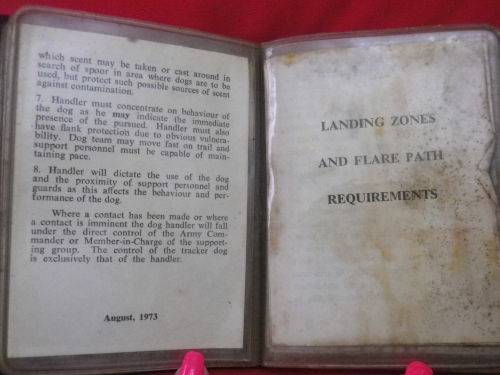 which scent may be taken or cast around in
search of spoor in area where dogs are to be
used, but protect such possible sources of scent
against contamination.
7. Handler must concentrate on behaviour of
the dog as he may indicate the immediate
presence of the pursued. Handler must also
have flank protection due to obvious vulnera-
bility. Dog team may move fast on trail and
support personnel must be capable of main-
taining pace.
8. Handler will dictate the use of the dog
and the proximity of support personnel and
guards as this affects the behaviour and per-
formance of the dog.
Where a contact has been made or where
a contact is imminent the dog handler will fall
under the direct control of the Army Com-
mander or Member-in-Charge of the support-
ing group. The control of the tracker dog
is exclusively that of the handler.
August, 1973
LANDING ZONES
AND FLARE PATH
REQUIREMENTS